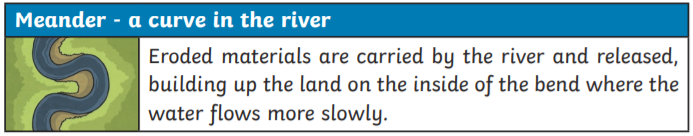 Meander - a curve in the river
Eroded materials are carried by the river and released,
building up the land on the inside of the bend where the
water flows more slowly.